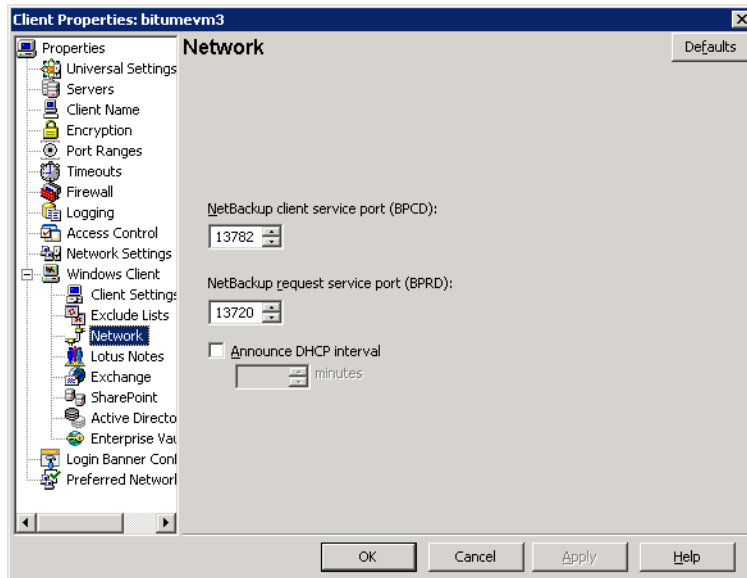 Client Properties: bitumevm3
Properties
Universal Settings
Servers
Client Name
Encryption
Port Ranges
Timeouts
Firewall
Logging
Access Control
Network Settings
Windows Client
Client Settings
Exclude Lists
Network
Lotus Notes
Exchange
SharePoint
Active Directo
Enterprise Vau
Login Banner Conf
Preferred Network
Network
Defaults
NetBackup client service port (BPCD):
13782
NetBackup request service port (BPRD):
13720
Announce DHCP interval
minutes
OK
Cancel
Apply
Help